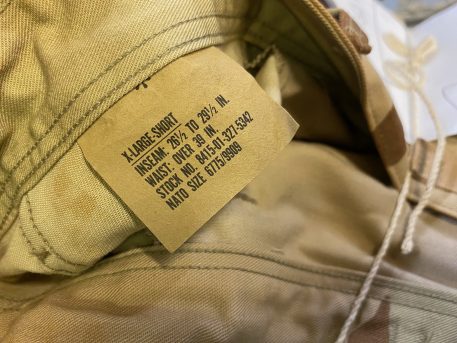 X-LARGE-SHORT
INSEAM: 26½ TO 29½ IN.
WAIST: OVER 39 IN.
STOCK NO. 8415-01-327-5342
NATO SIZE 6775/9909